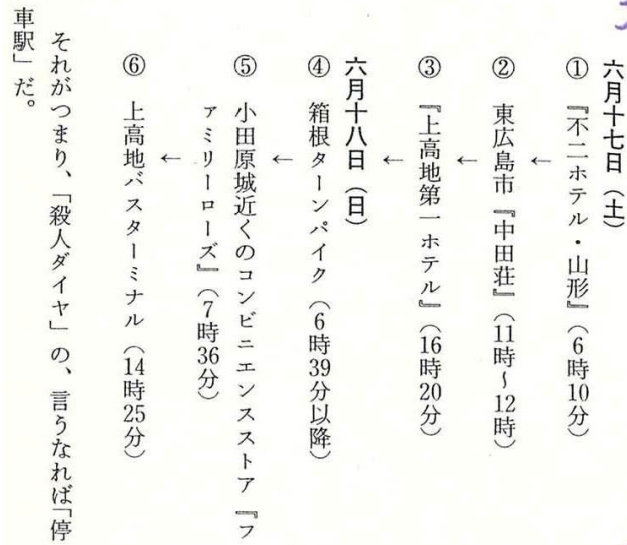 六月十七日（土）
①　『不二ホテル・山形』（6時10分）
↓
②　東広島市『中田荘』（11時～12時）
↓
③　『上高地第一ホテル』（16時20分）
↓
六月十八日（日）
④　箱根ターンパイク（6時39分以降）
↓
⑤　小田原城近くのコンビニエンスストア『フ
ァミリーローズ』（7時36分）
↓
⑥　上高地バスターミナル（14時25分）
それがつまり、「殺人ダイヤ」の、言うなれば「停
車駅」だ。